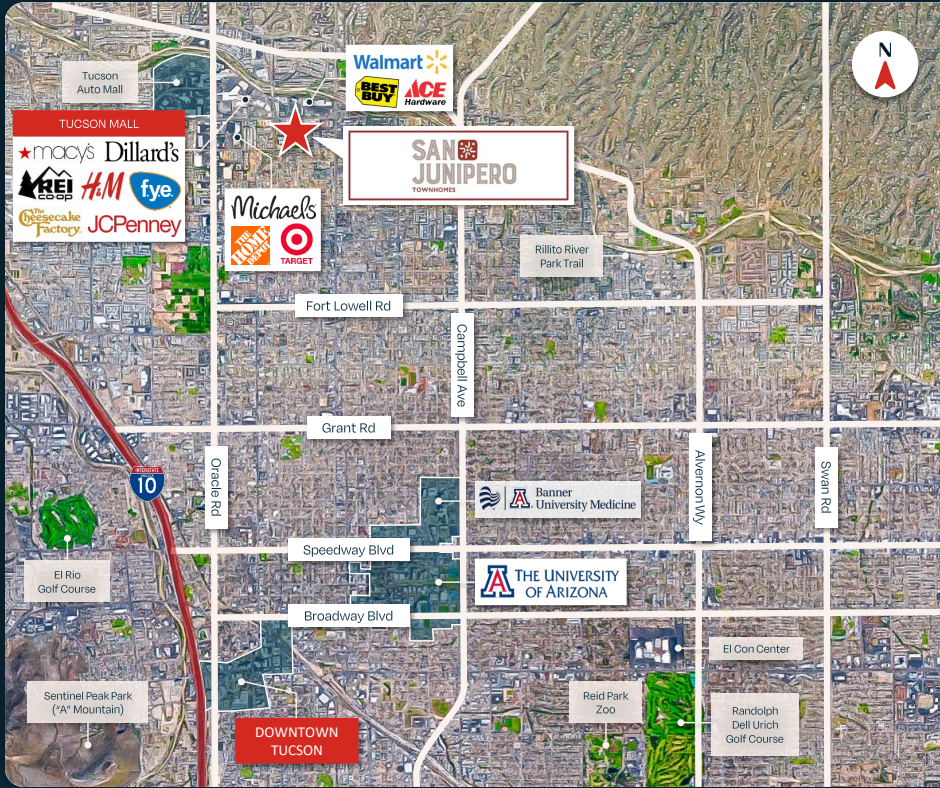 Walmart
BEST
BUY
ACE
Hardware
N
Tucson
Auto Mall
TUCSON MALL
macy's Dillard's
REI
co-op
H&M
f.y.e.
The
Cheesecake
Factory.
JCPenney
SAN
JUNIPERO
TOWNHOMES
Michaels
THE
HOME
DEPOT
TARGET
Rillito River
Park Trail
Fort Lowell Rd
Campbell Ave
Grant Rd
Oracle Rd
Alvernon Wy
Swan Rd
INTERSTATE
10
A
Banner
University Medicine
Speedway Blvd
El Rio
Golf Course
A
THE UNIVERSITY
OF ARIZONA
Broadway Blvd
El Con Center
Sentinel Peak Park
("A" Mountain)
Reid Park
Zoo
Randolph
Dell Urich
Golf Course
DOWNTOWN
TUCSON